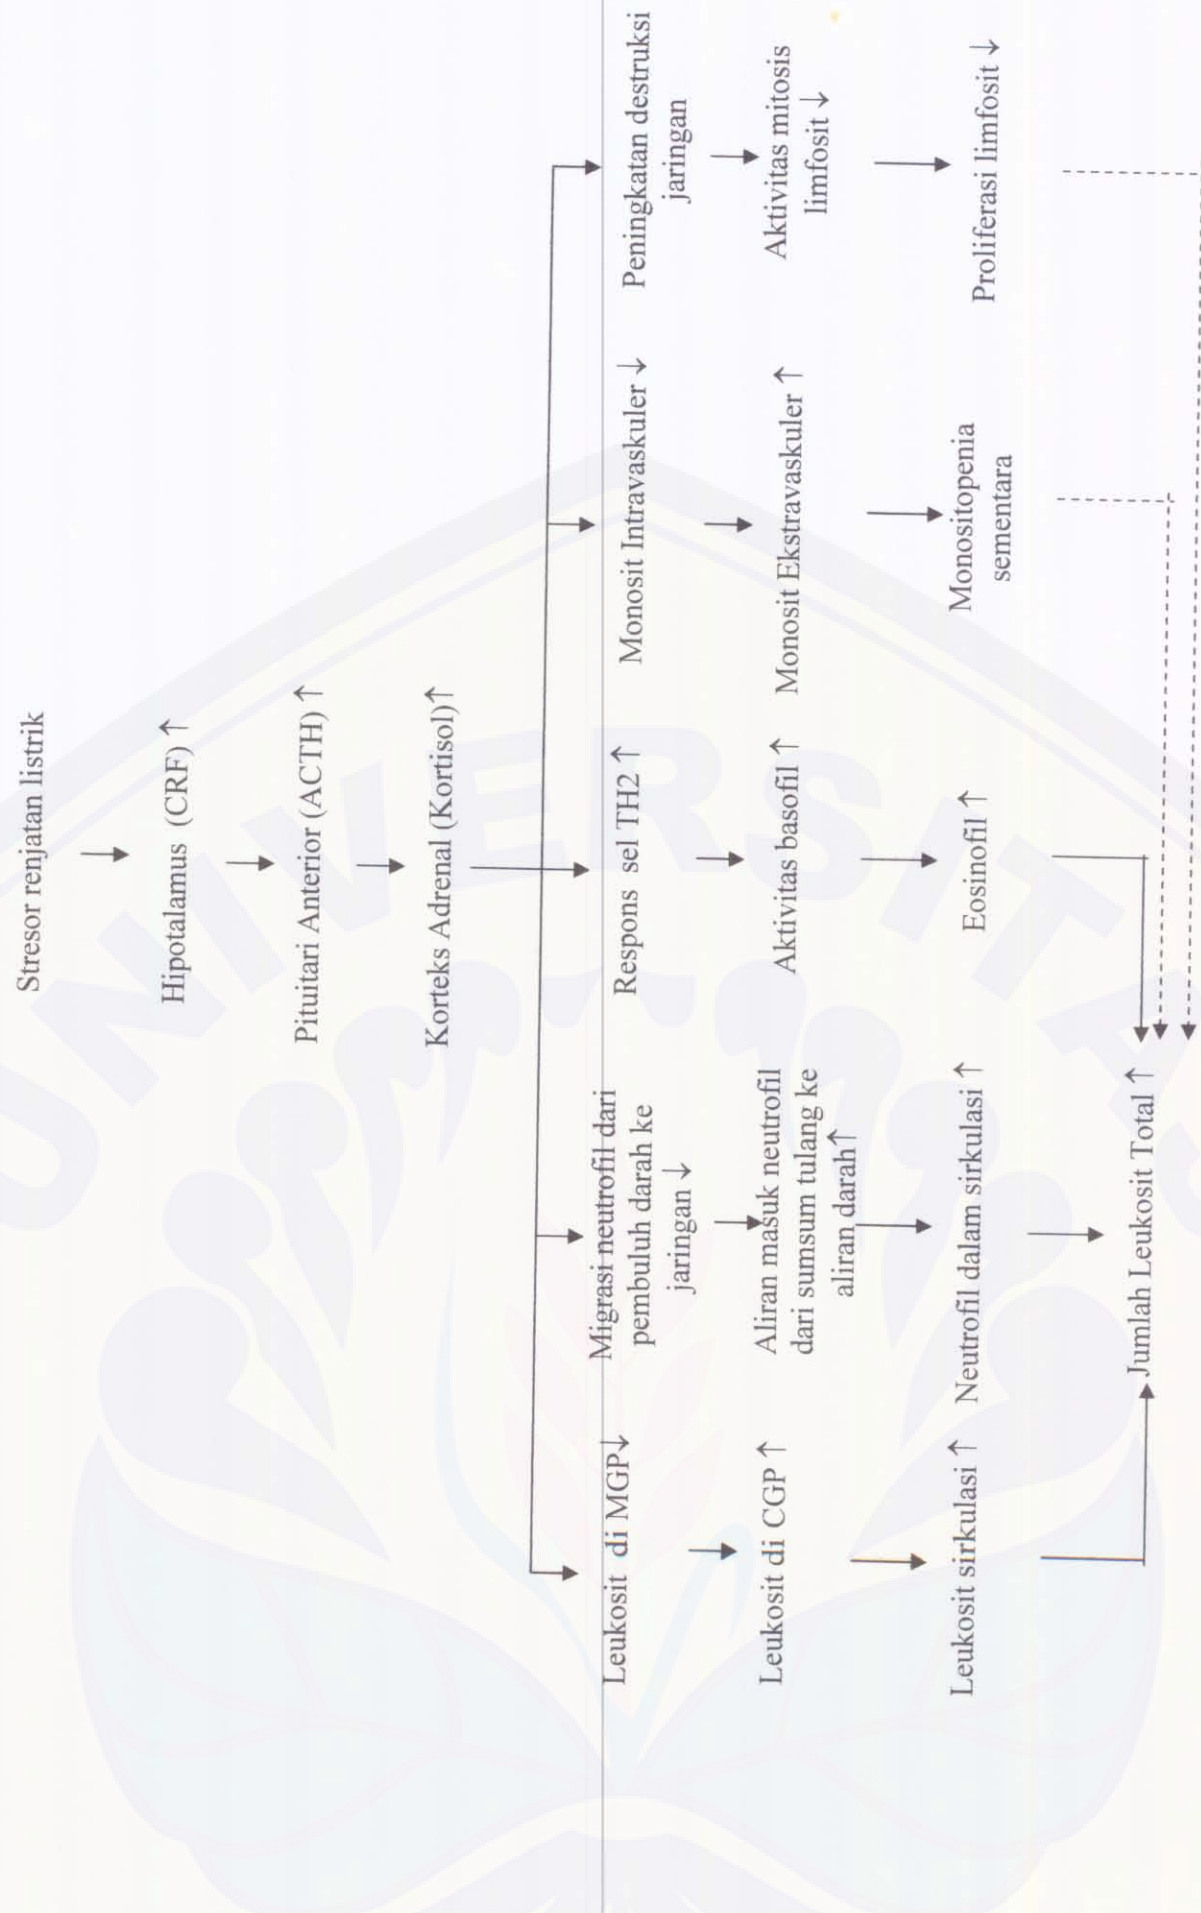 Stresor renjatan listrik
Hipotalamus (CRF) ↑
Pituitari Anterior (ACTH) ↑
Korteks Adrenal (Kortisol)↑
Leukosit di MGP↓
Leukosit di CGP ↑
Leukosit sirkulasi ↑
Migrasi neutrofil dari
pembuluh darah ke
jaringan ↓
Aliran masuk neutrofil
dari sumsum tulang ke
aliran darah↑
Neutrofil dalam sirkulasi ↑
Respons sel TH2 ↑
Aktivitas basofil ↑
Eosinofil ↑
Monosit Intravaskuler ↓
Monosit Ekstravaskuler ↑
Monositopenia
sementara
Peningkatan destruksi
jaringan
Aktivitas mitosis
limfosit ↓
Proliferasi limfosit ↓
Jumlah Leukosit Total ↑
UNIVERSITAS